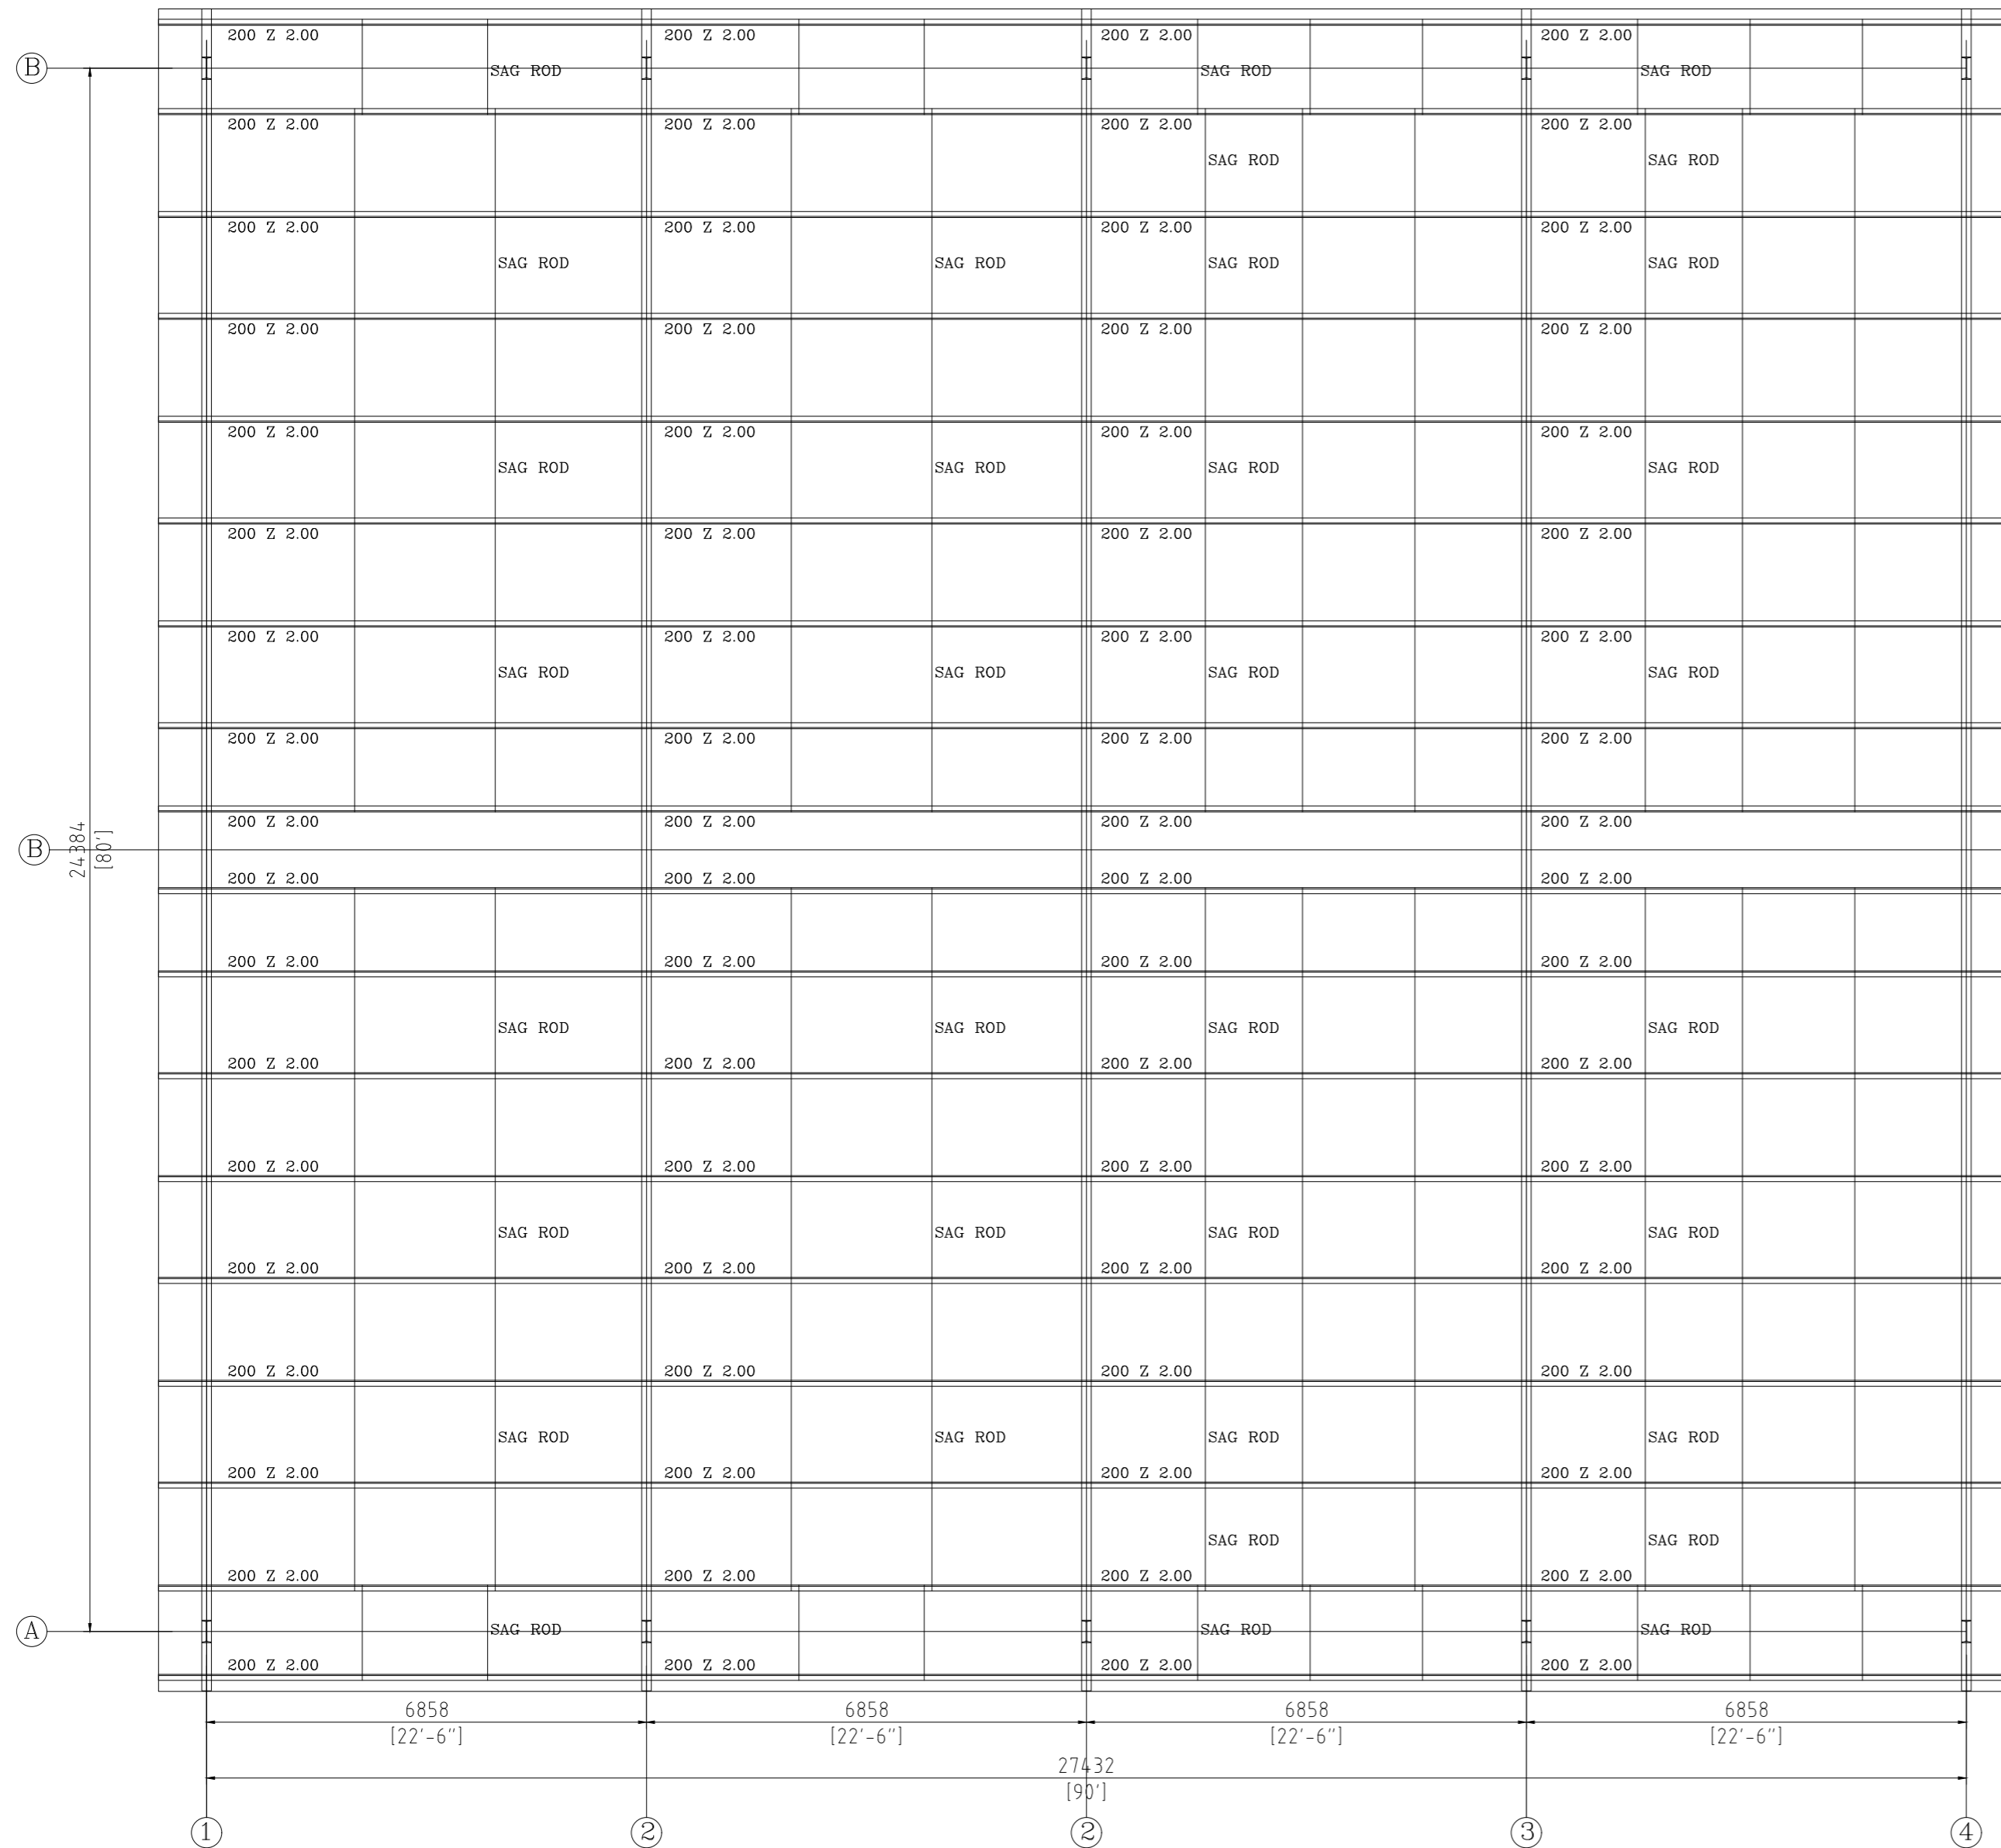 200 Z 2.00 200 Z 2.00 200 Z 2.00 200 Z 2.00
B SAG ROD SAG ROD SAG ROD
200 Z 2.00 200 Z 2.00 200 Z 2.00 200 Z 2.00
SAG ROD SAG ROD
200 Z 2.00 200 Z 2.00 200 Z 2.00 200 Z 2.00
SAG ROD SAG ROD SAG ROD SAG ROD
200 Z 2.00 200 Z 2.00 200 Z 2.00 200 Z 2.00
200 Z 2.00 200 Z 2.00 200 Z 2.00 200 Z 2.00
SAG ROD SAG ROD SAG ROD SAG ROD
200 Z 2.00 200 Z 2.00 200 Z 2.00 200 Z 2.00
200 Z 2.00 200 Z 2.00 200 Z 2.00 200 Z 2.00
SAG ROD SAG ROD SAG ROD SAG ROD
200 Z 2.00 200 Z 2.00 200 Z 2.00 200 Z 2.00
200 Z 2.00 200 Z 2.00 200 Z 2.00 200 Z 2.00
B
24384
[80']
200 Z 2.00 200 Z 2.00 200 Z 2.00 200 Z 2.00
200 Z 2.00 200 Z 2.00 200 Z 2.00 200 Z 2.00
SAG ROD SAG ROD SAG ROD SAG ROD
200 Z 2.00 200 Z 2.00 200 Z 2.00 200 Z 2.00
200 Z 2.00 200 Z 2.00 200 Z 2.00 200 Z 2.00
SAG ROD SAG ROD SAG ROD SAG ROD
200 Z 2.00 200 Z 2.00 200 Z 2.00 200 Z 2.00
200 Z 2.00 200 Z 2.00 200 Z 2.00 200 Z 2.00
SAG ROD SAG ROD SAG ROD SAG ROD
200 Z 2.00 200 Z 2.00 200 Z 2.00 200 Z 2.00
SAG ROD SAG ROD
200 Z 2.00 200 Z 2.00 200 Z 2.00 200 Z 2.00
A SAG ROD SAG ROD SAG ROD
200 Z 2.00 200 Z 2.00 200 Z 2.00 200 Z 2.00
6858 6858 6858 6858
[22'-6"] [22'-6"] [22'-6"] [22'-6"]
27432
[90']
1 2 2 3 4